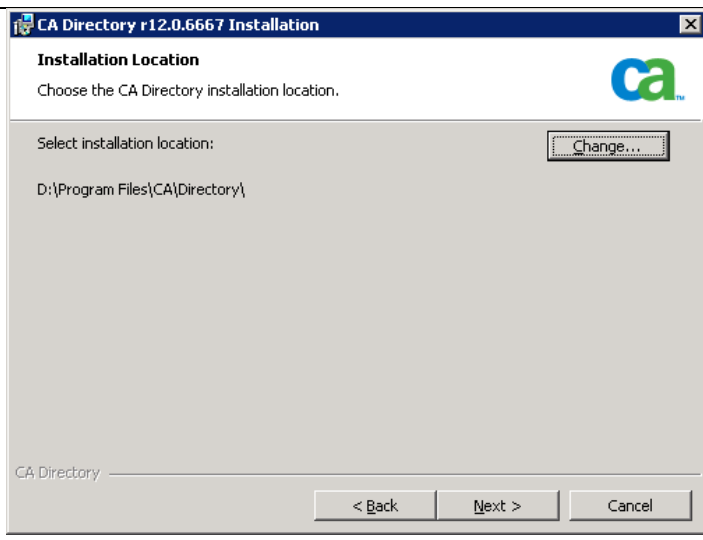 CA Directory r12.0.6667 Installation
Installation Location
Choose the CA Directory installation location.
ca™
Select installation location:
Change...
D:\Program Files\CA\Directory\
CA Directory
< Back
Next >
Cancel